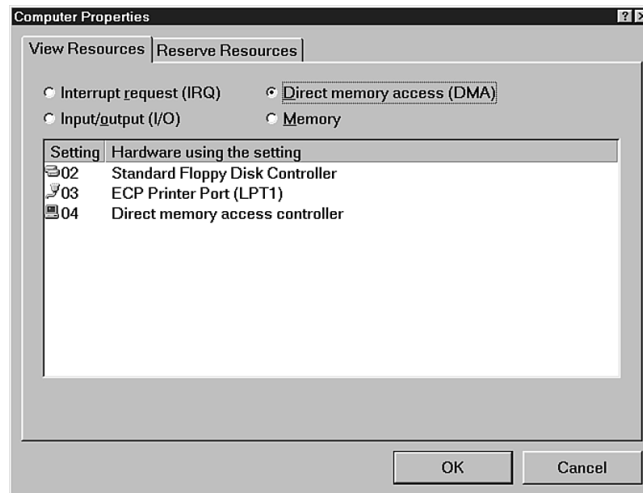 Computer Properties
View Resources
Reserve Resources
Interrupt request (IRQ)
Direct memory access (DMA)
Input/output (I/O)
Memory
Setting Hardware using the setting
02 Standard Floppy Disk Controller
03 ECP Printer Port (LPT1)
04 Direct memory access controller
OK
Cancel